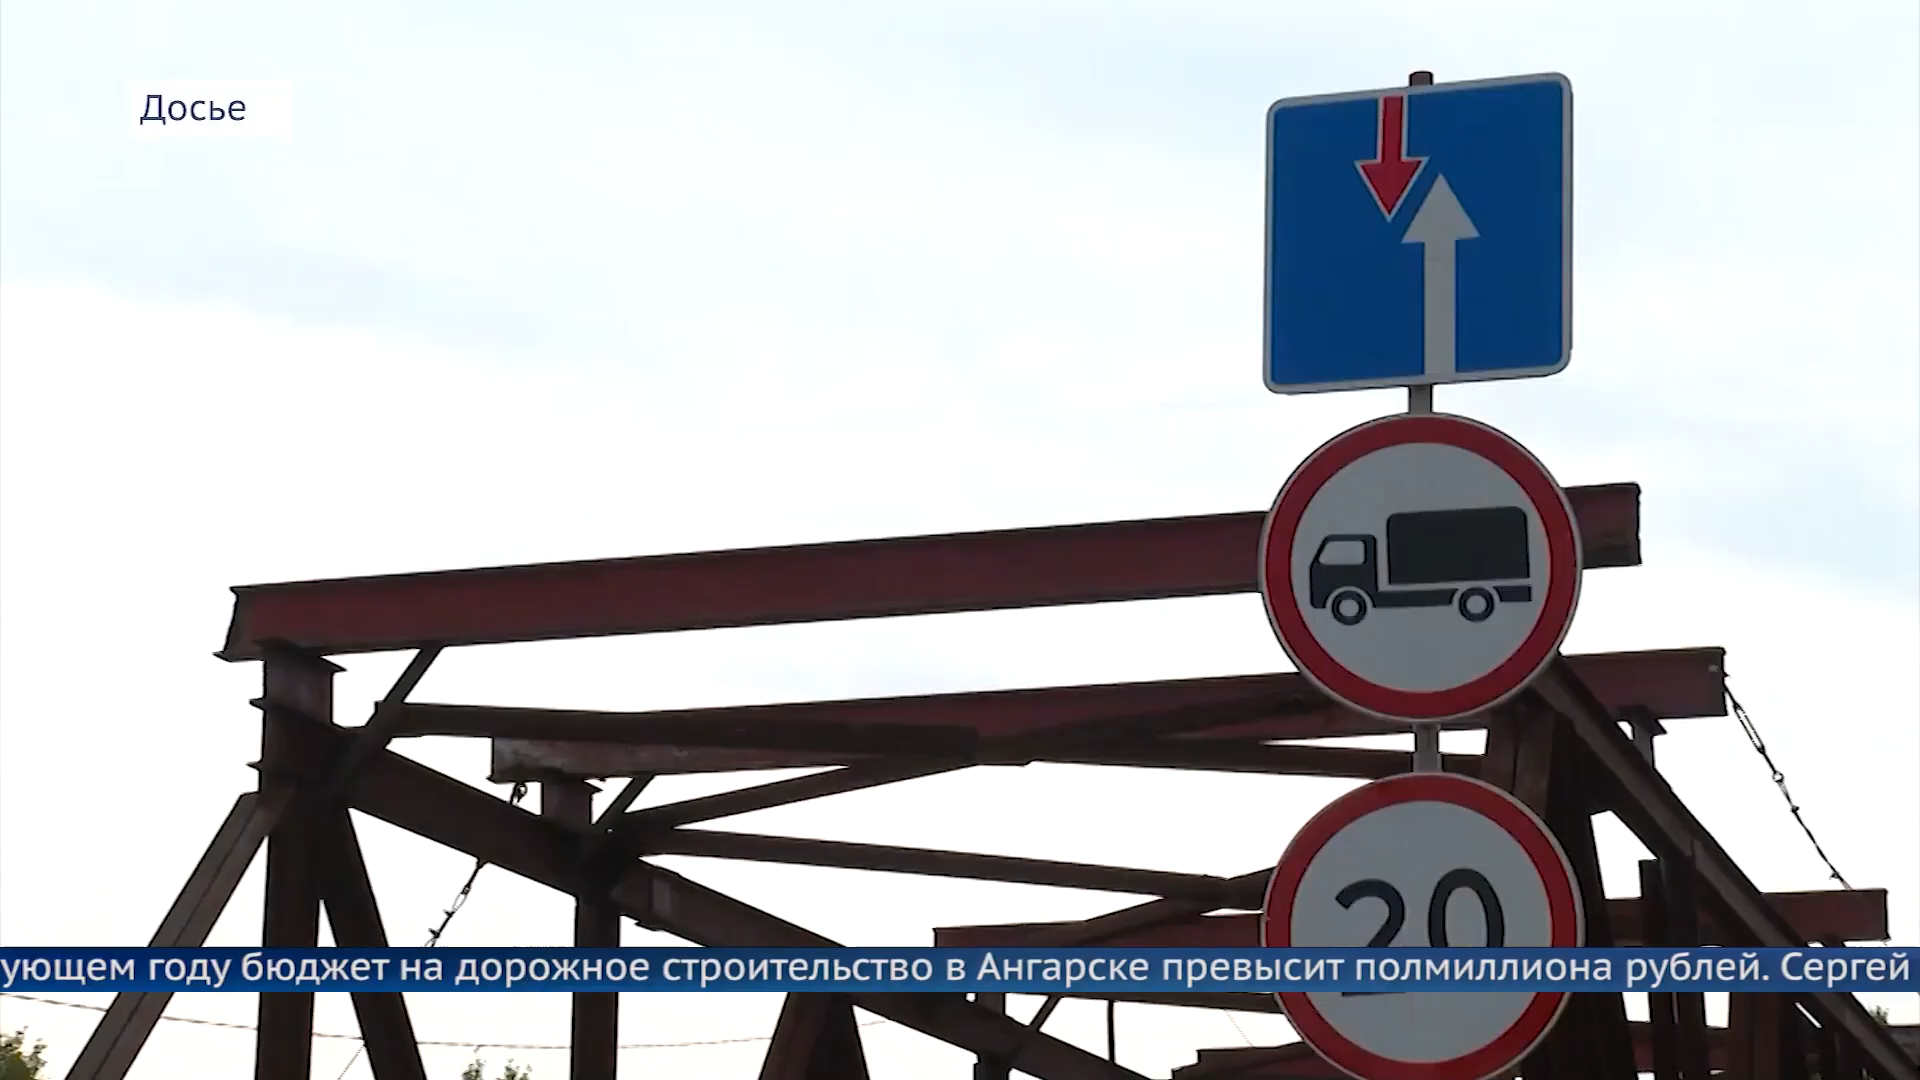 Досье
20
ующем году бюджет на дорожное строительство в Ангарске превысит полмиллиона рублей. Сергей